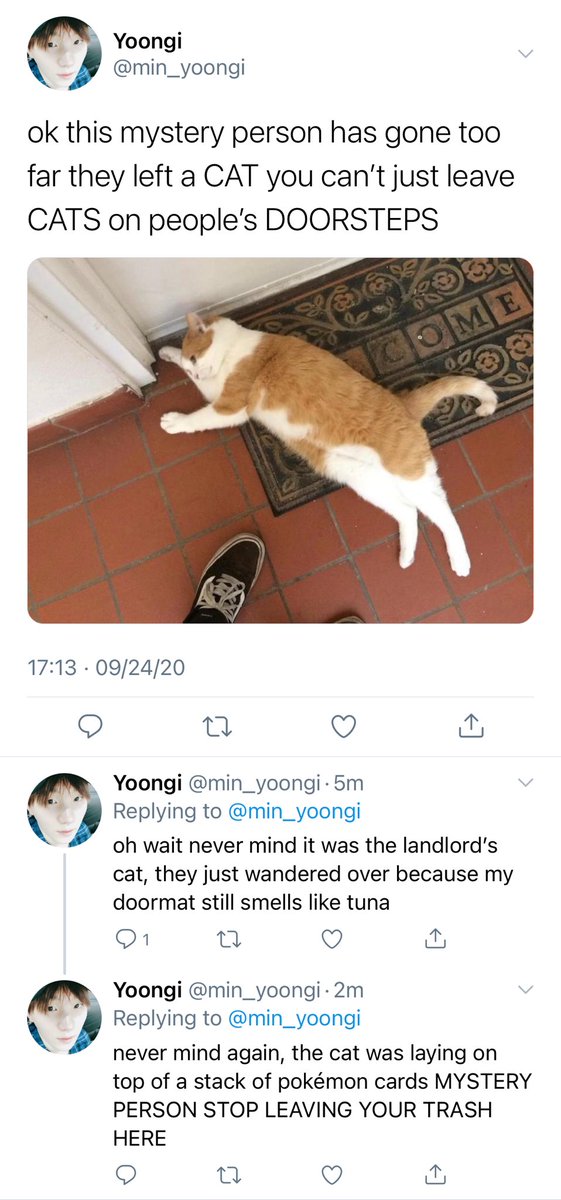 Yoongi
@min_yoongi
ok this mystery person has gone too
far they left a CAT you can’t just leave
CATS on people’s DOORSTEPS
COME
17:13 · 09/24/20
Yoongi @min_yoongi · 5m
Replying to @min_yoongi
oh wait never mind it was the landlord’s
cat, they just wandered over because my
doormat still smells like tuna
1
Yoongi @min_yoongi · 2m
Replying to @min_yoongi
never mind again, the cat was laying on
top of a stack of pokémon cards MYSTERY
PERSON STOP LEAVING YOUR TRASH
HERE